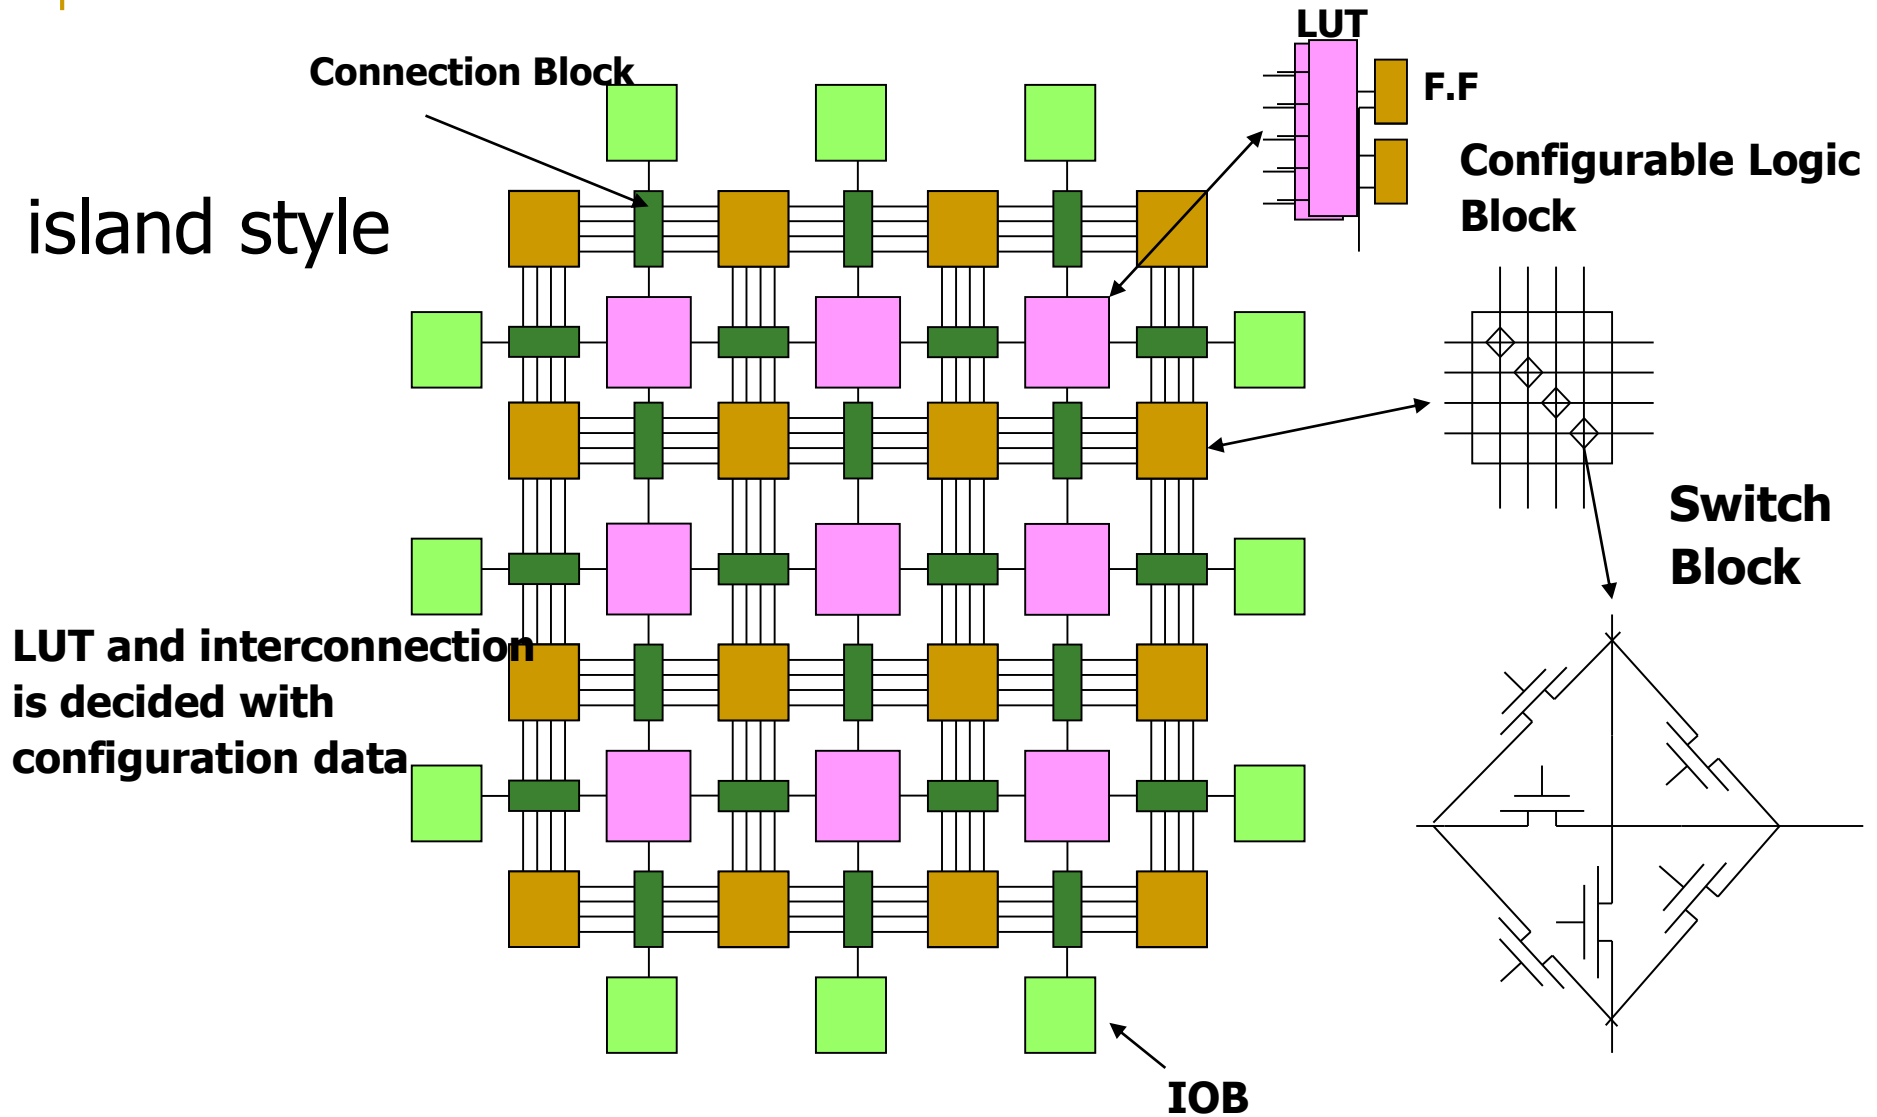 LUT
Connection Block
F.F
Configurable Logic
Block
island style
Switch
Block
LUT and interconnection
is decided with
configuration data
IOB